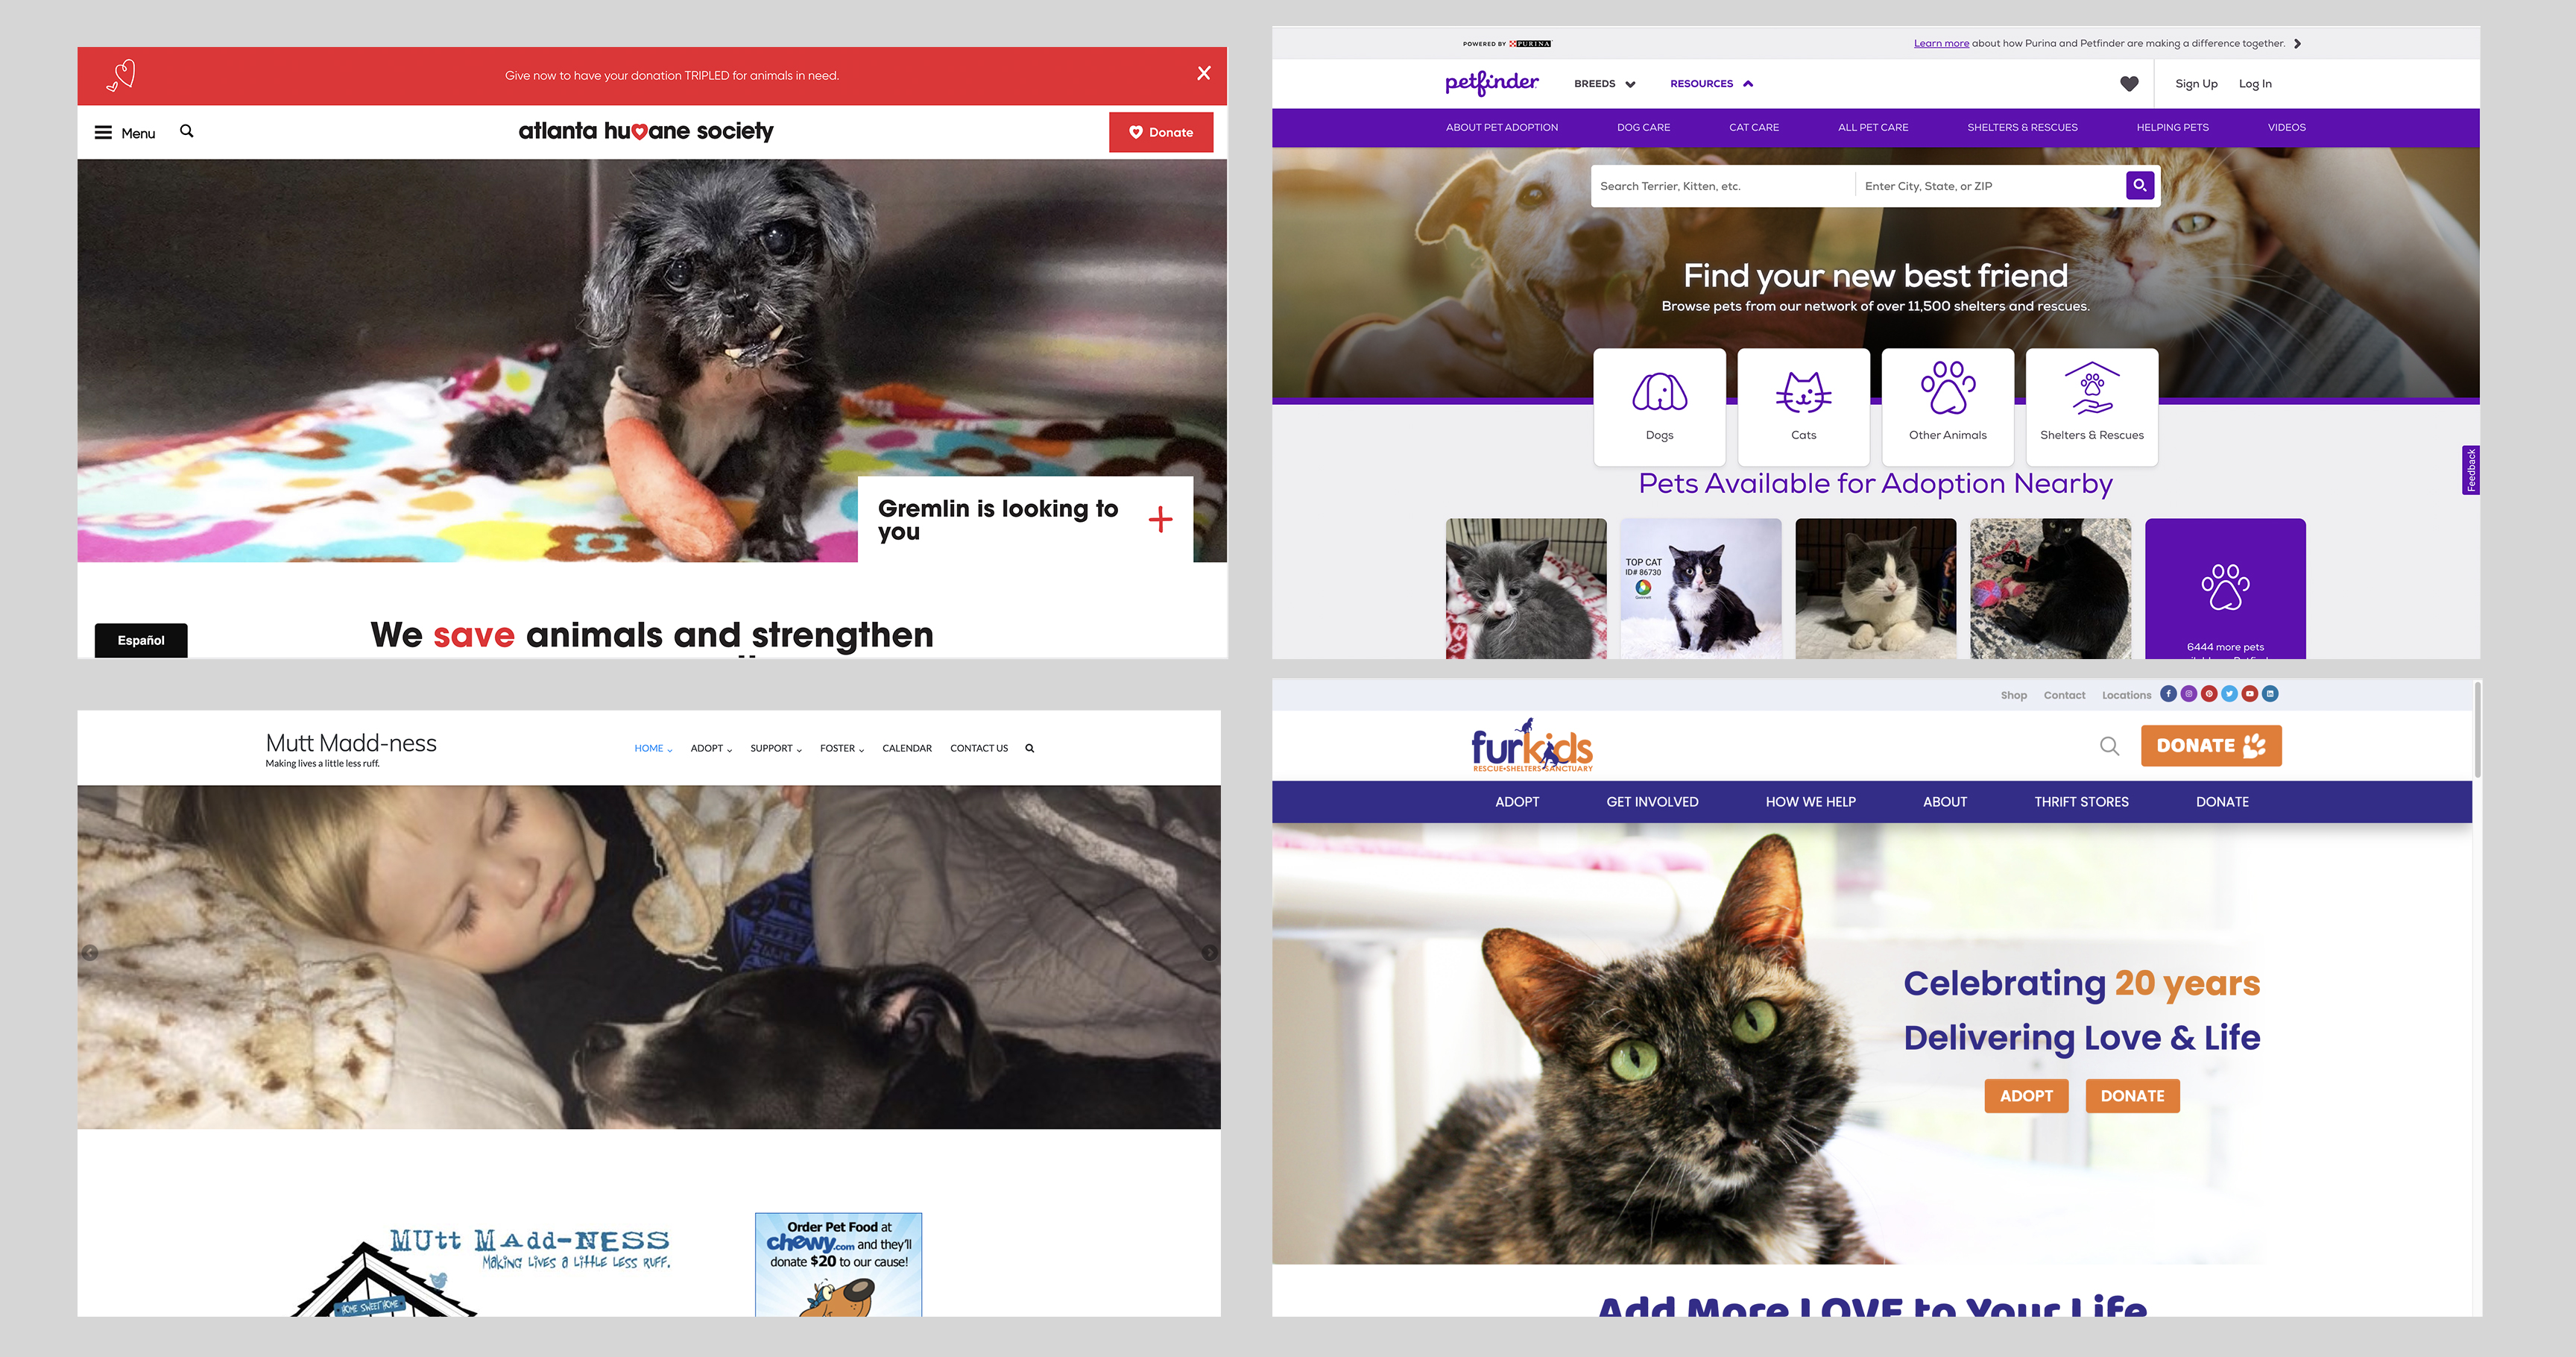 Give now to have your donation TRIPLED for animals in need.
Menu
atlanta humane society
Donate
Gremlin is looking to
you
We save animals and strengthen
Español
POWERED BY PURINA
Learn more about how Purina and Petfinder are making a difference together.
petfinder
BREEDS
RESOURCES
Sign Up
Log In
ABOUT PET ADOPTION
DOG CARE
CAT CARE
ALL PET CARE
SHELTERS & RESCUES
HELPING PETS
VIDEOS
Search Terrier, Kitten, etc.
Enter City, State, or ZIP
Find your new best friend
Browse pets from our network of over 11,500 shelters and rescues.
Dogs
Cats
Other Animals
Shelters & Rescues
Feedback
Pets Available for Adoption Nearby
TOP CAT
ID# 86730
Gwinnett
6444 more pets
Mutt Madd-ness
Making lives a little less ruff.
HOME
ADOPT
SUPPORT
FOSTER
CALENDAR
CONTACT US
MUtt MAdd-NESS
Making lives a little less ruff.
HOME SWEET HOME
Order Pet Food at
chewy.com and they'll
donate $20 to our cause!
Shop
Contact
Locations
furkids
RESCUE•SHELTERS•SANCTUARY
DONATE
ADOPT
GET INVOLVED
HOW WE HELP
ABOUT
THRIFT STORES
DONATE
Celebrating 20 years
Delivering Love & Life
ADOPT
DONATE
Add More LOVE to Your Life